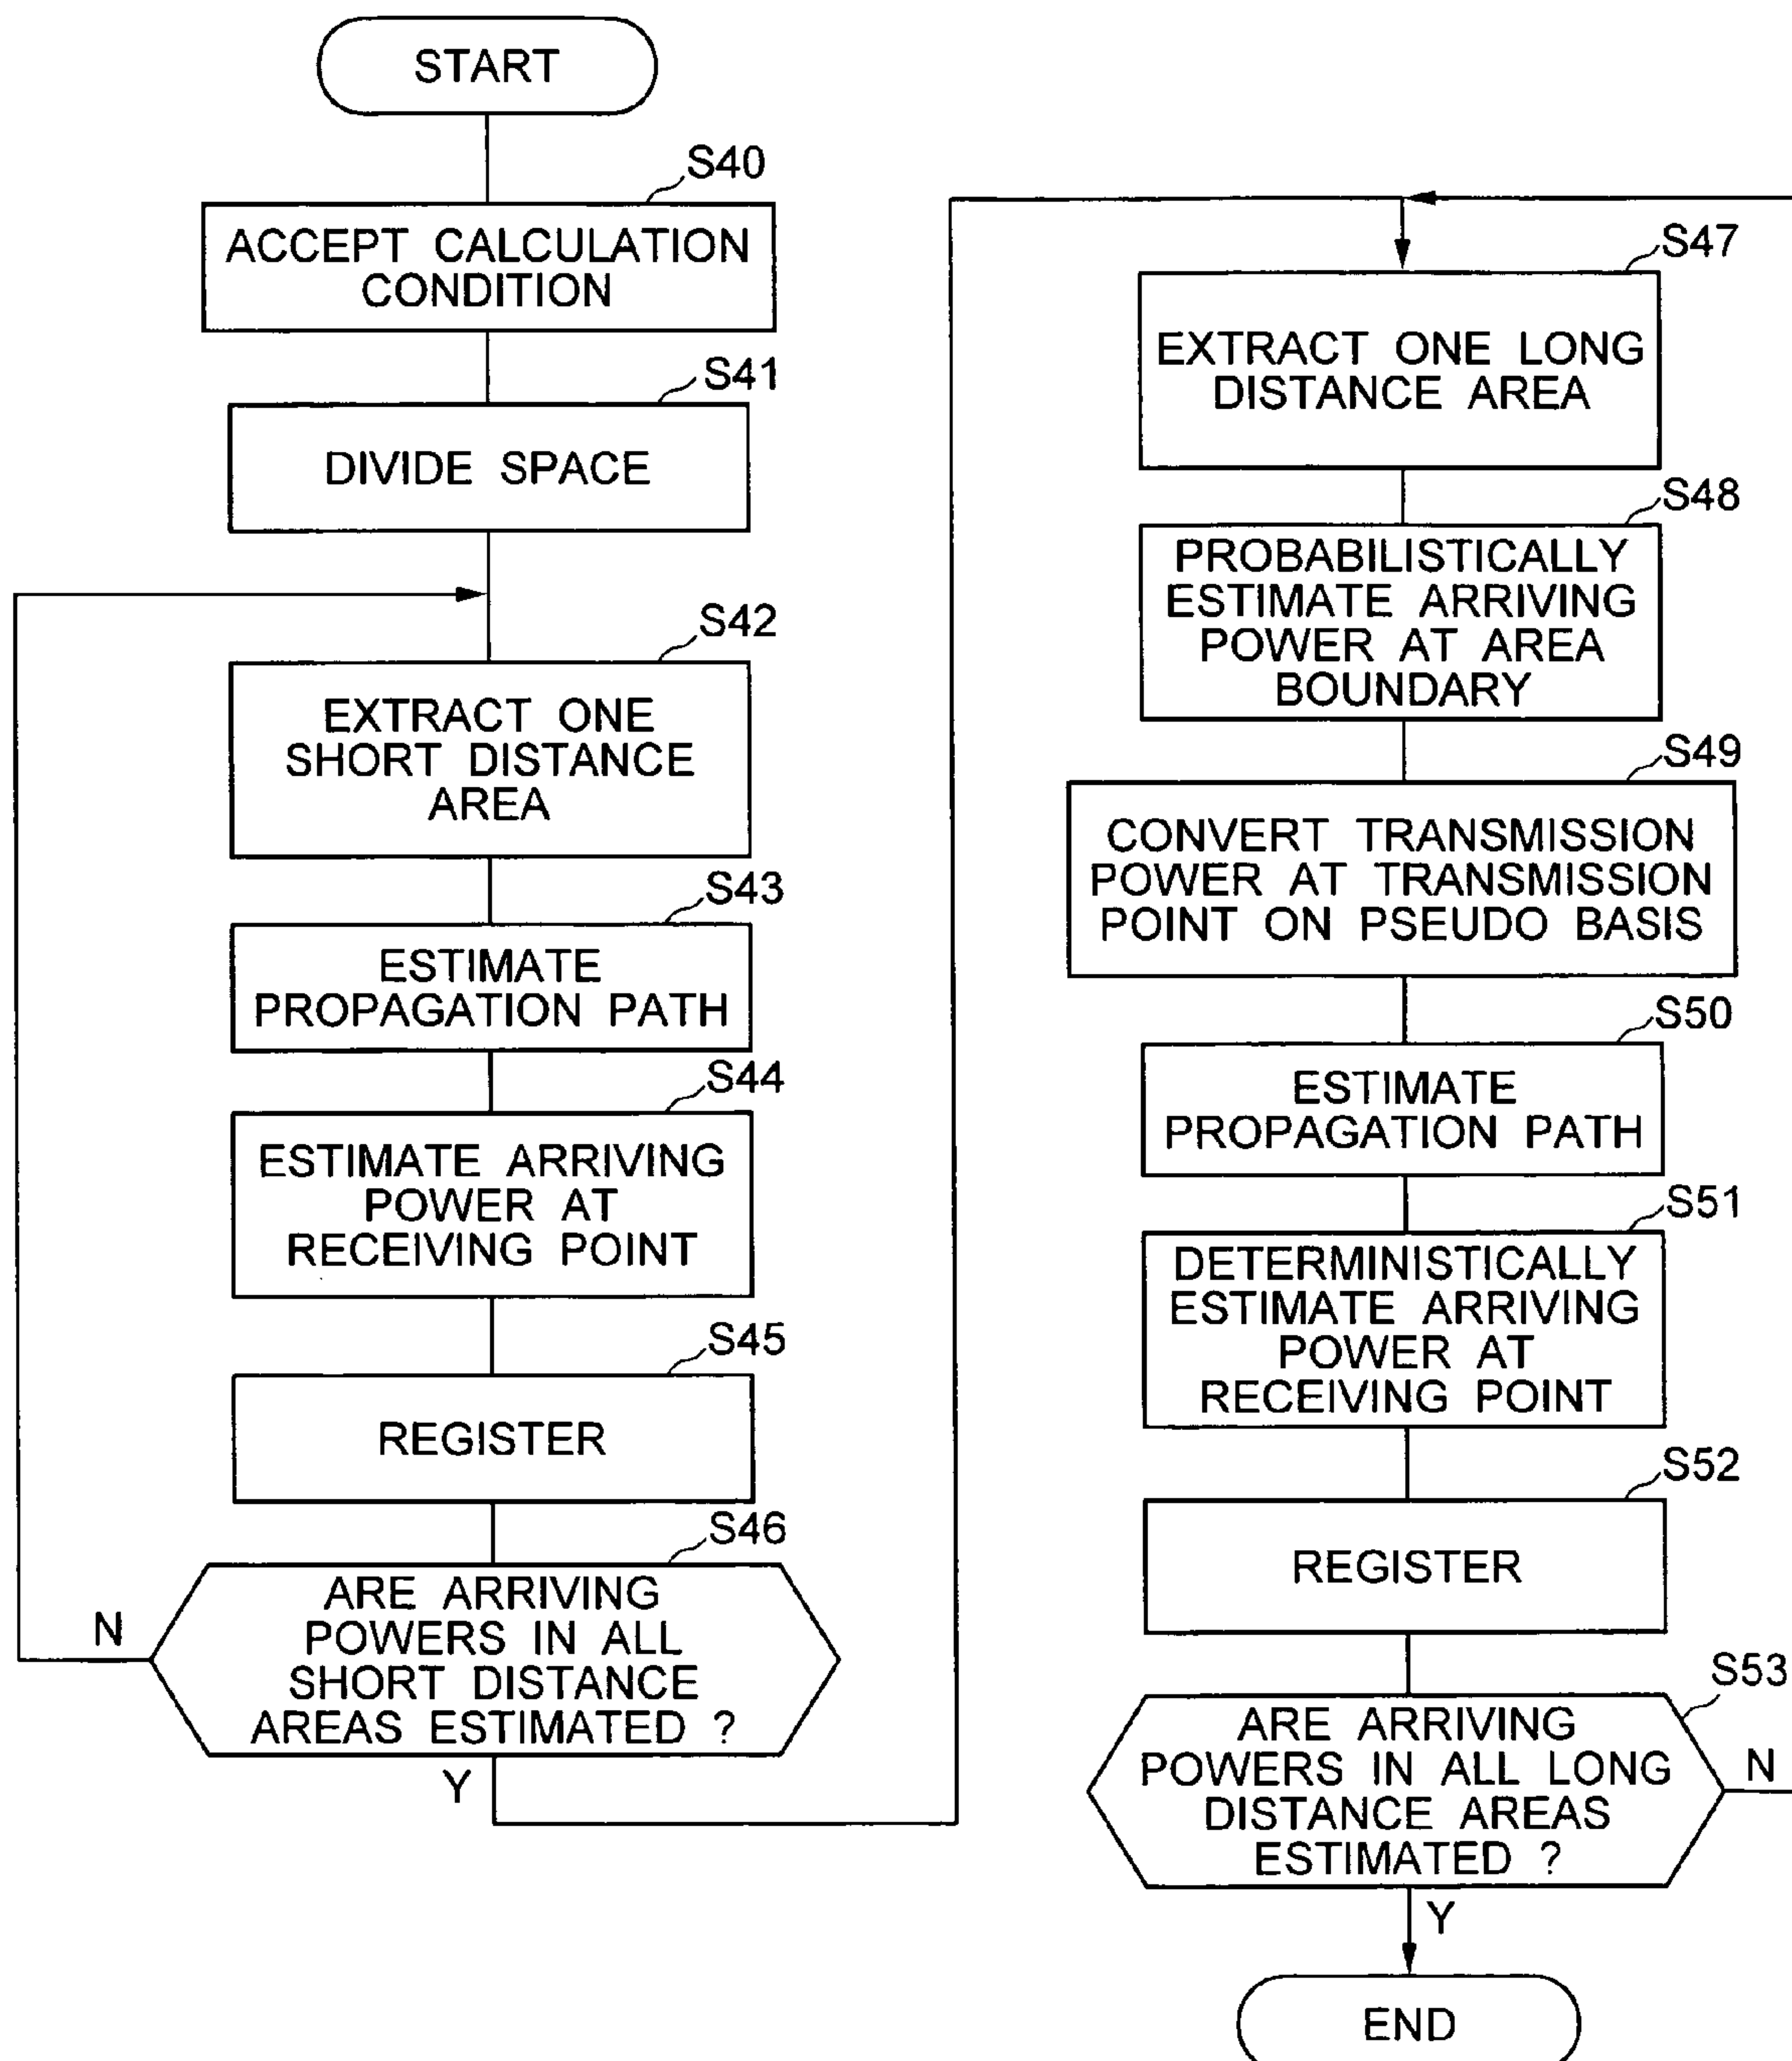 START
S40
ACCEPT CALCULATION
CONDITION
S41
DIVIDE SPACE
S42
EXTRACT ONE
SHORT DISTANCE
AREA
S43
ESTIMATE
PROPAGATION PATH
S44
ESTIMATE ARRIVING
POWER AT
RECEIVING POINT
S45
REGISTER
S46
ARE ARRIVING
POWERS IN ALL
SHORT DISTANCE
AREAS ESTIMATED ?
N
Y
S47
EXTRACT ONE LONG
DISTANCE AREA
S48
PROBABILISTICALLY
ESTIMATE ARRIVING
POWER AT AREA
BOUNDARY
S49
CONVERT TRANSMISSION
POWER AT TRANSMISSION
POINT ON PSEUDO BASIS
S50
ESTIMATE
PROPAGATION PATH
S51
DETERMINISTICALLY
ESTIMATE ARRIVING
POWER AT
RECEIVING POINT
S52
REGISTER
S53
ARE ARRIVING
POWERS IN ALL LONG
DISTANCE AREAS
ESTIMATED ?
N
Y
END